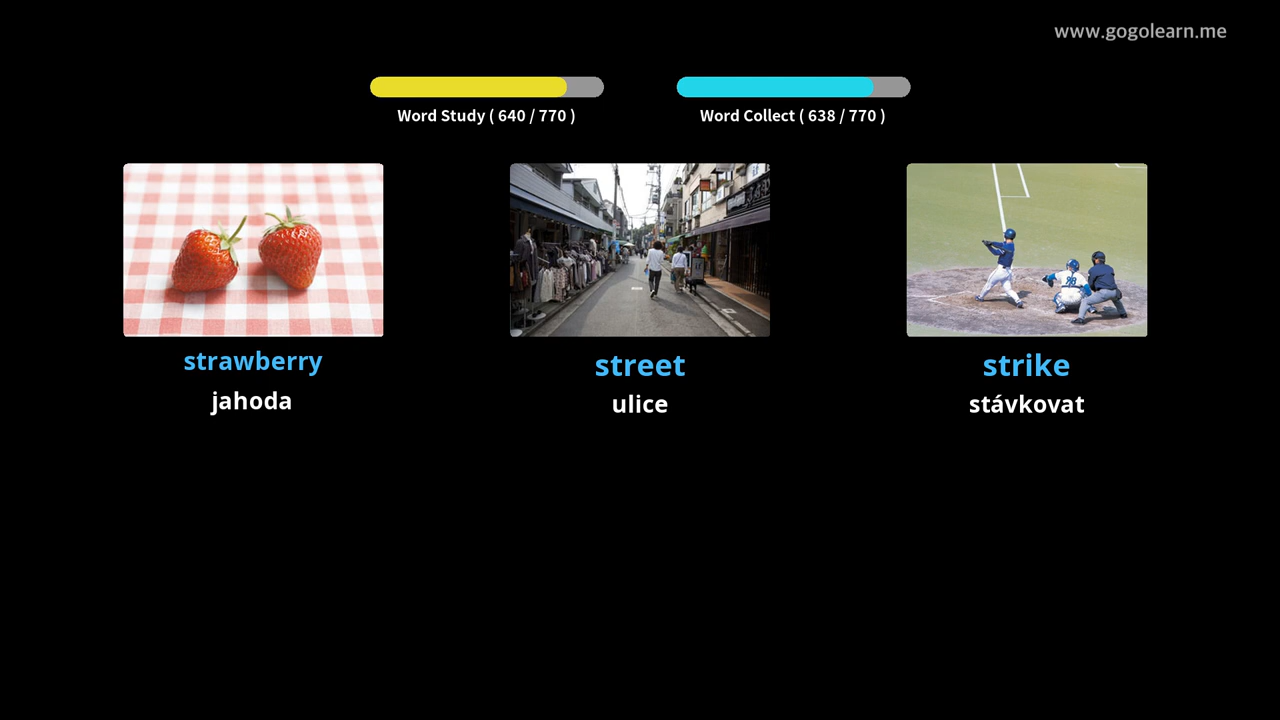 www.gogolearn.me
Word Study ( 640 / 770 )
Word Collect ( 638 / 770 )
strawberry
jahoda
street
ulice
strike
stávkovat